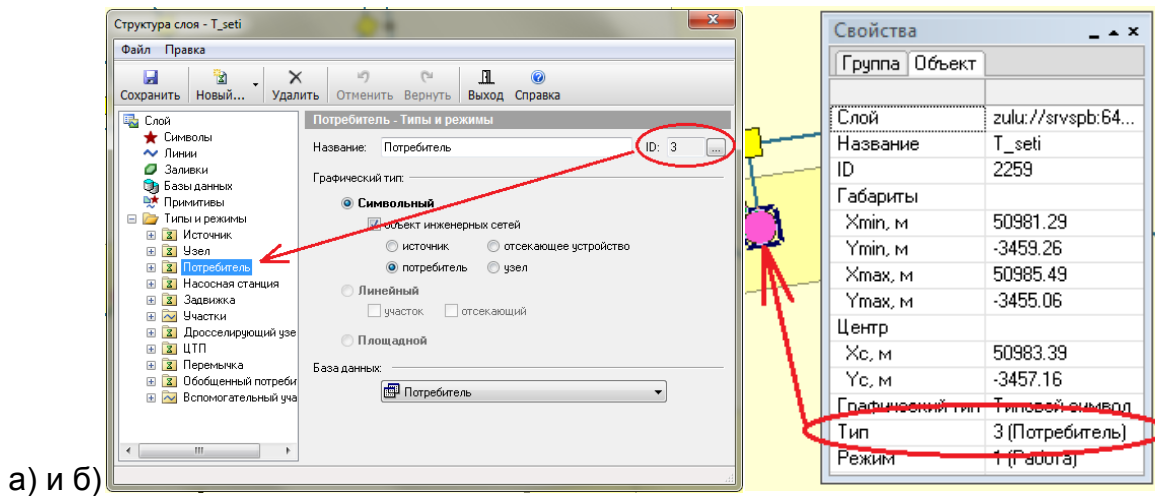 Структура слоя - T_seti
Файл Правка
Сохранить Новый... Удалить Отменить Вернуть Выход Справка
Слой
Символы
Линии
Заливки
Базы данных
Примитивы
Типы и режимы
Источник
Узел
Потребитель
Насосная станция
Задвижка
Участки
Дросселирующий узе
ЦТП
Перемычка
Обобщенный потреби
Вспомогательный уча
Потребитель - Типы и режимы
Название: Потребитель ID: 3 ...
Графический тип:
Символьный
объект инженерных сетей
источник отсекающее устройство
потребитель узел
Линейный
участок отсекающий
Площадной
База данных:
Потребитель
а) и б)
Свойства
Группа Объект
Слой zulu://srvspb:64...
Название T_seti
ID 2259
Габариты
Xmin, м 50981.29
Ymin, м -3459.26
Xmax, м 50985.49
Ymax, м -3455.06
Центр
Xc, м 50983.39
Yc, м -3457.16
Графический тип Типовой символ
Тип 3 (Потребитель)
Режим 1 (Работа)